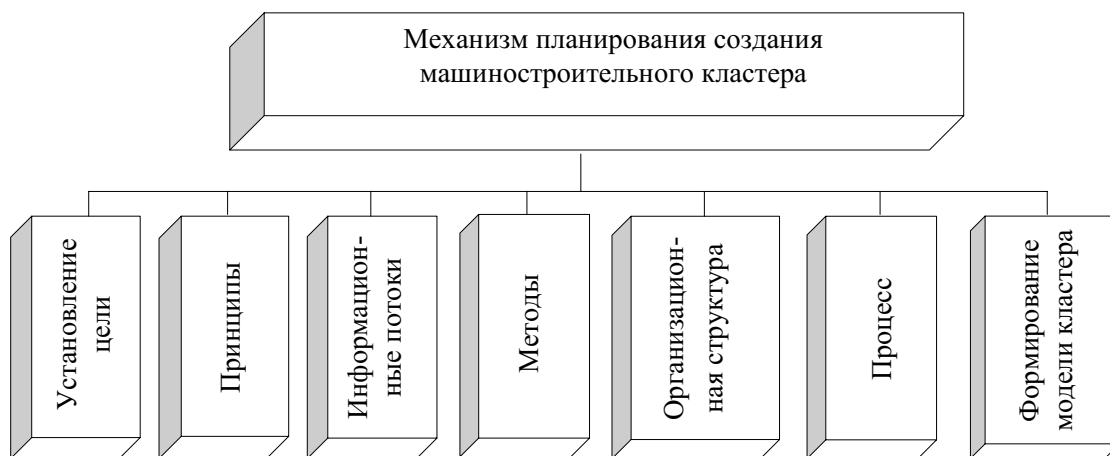 Механизм планирования создания
машиностроительного кластера
Установление
цели
Принципы
Информацион-
ные потоки
Методы
Организацион-
ная структура
Процесс
Формирование
модели кластера